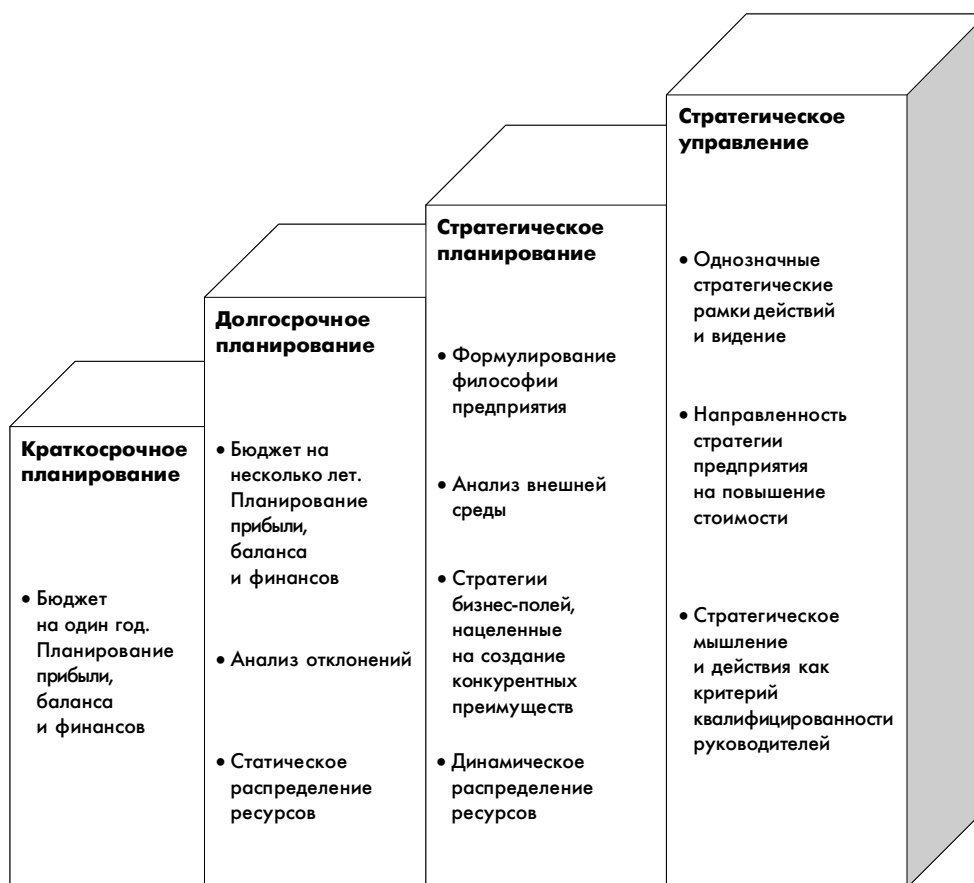 Краткосрочное
планирование
• Бюджет
на один год.
Планирование
прибыли,
баланса
и финансов
Долгосрочное
планирование
• Бюджет на
несколько лет.
Планирование
прибыли,
баланса
и финансов
• Анализ отклонений
• Статическое
распределение
ресурсов
Стратегическое
планирование
• Формулирование
философии
предприятия
• Анализ внешней
среды
• Стратегии
бизнес-полей,
нацеленные
на создание
конкурентных
преимуществ
• Динамическое
распределение
ресурсов
Стратегическое
управление
• Однозначные
стратегические
рамки действий
и видение
• Направленность
стратегии
предприятия
на повышение
стоимости
• Стратегическое
мышление
и действия как
критерий
квалифицированности
руководителей